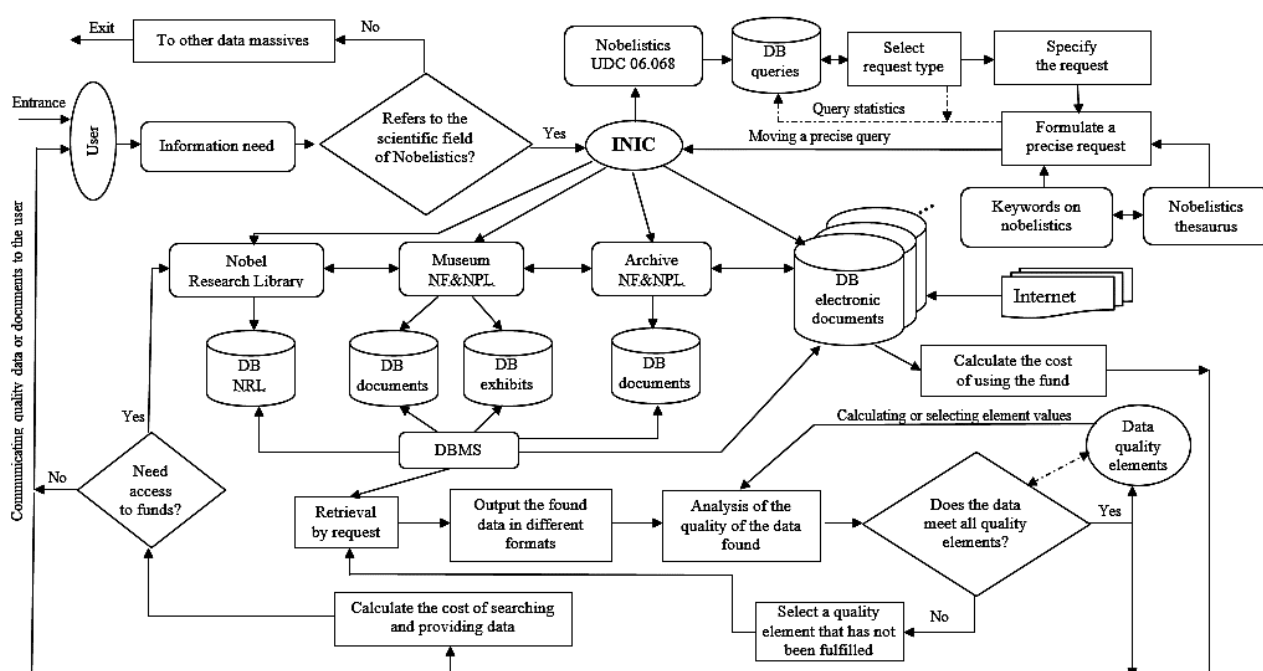 Exit
To other data massives
No
Nobelistics
UDC 06.068
DB
queries
Select
request type
Specify
the request
Entrance
User
Information need
Refers to the
scientific field
of Nobelistics?
Yes
INIC
Query statistics
Moving a precise query
Formulate a
precise request
Keywords on
nobelistics
Nobelistics
thesaurus
Communicating quality data or documents to the user
Nobel
Research Library
Museum
NF&NPL
Archive
NF&NPL
DB
electronic
documents
Internet
DB
NRL
DB
documents
DB
exhibits
DB
documents
Calculate the cost
of using the fund
Yes
DBMS
Calculating or selecting element values
Data
quality
elements
No
Need
access
to funds?
Retrieval
by request
Output the found
data in different
formats
Analysis of the
quality of the data
found
Does the data
meet all quality
elements?
Yes
Calculate the cost of searching
and providing data
Select a quality
element that has not
been fulfilled
No